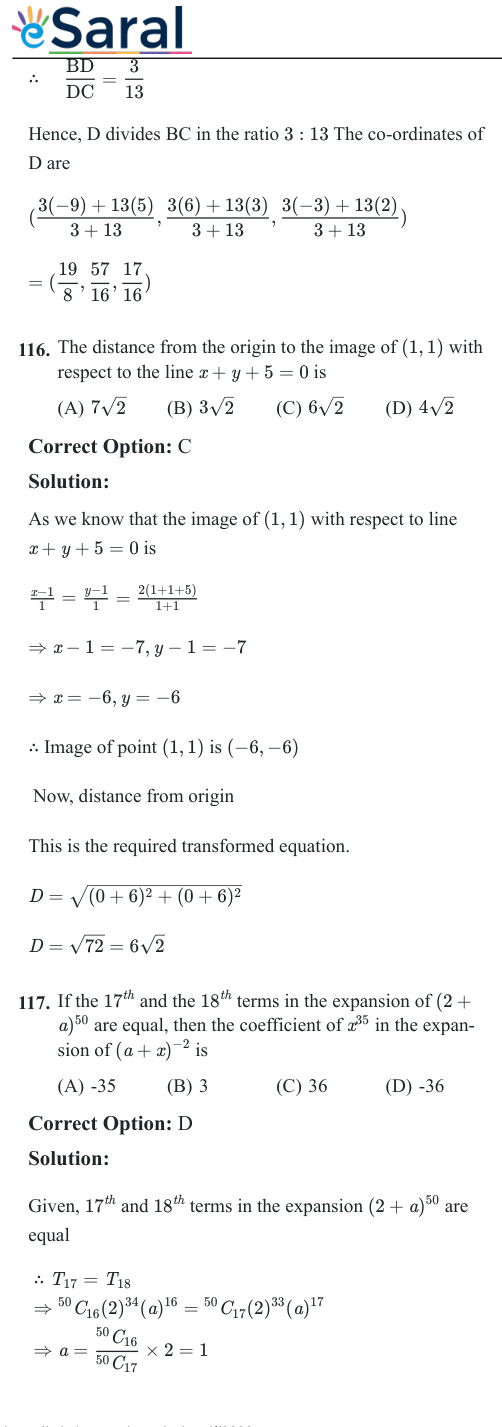 eSaral
∴ BD/DC = 3/13
Hence, D divides BC in the ratio 3 : 13 The co-ordinates of
D are
(3(−9) + 13(5)/3 + 13, 3(6) + 13(3)/3 + 13, 3(−3) + 13(2)/3 + 13)
= (19/8, 57/16, 17/16)
116. The distance from the origin to the image of (1, 1) with
respect to the line x + y + 5 = 0 is
(A) 7√2 (B) 3√2 (C) 6√2 (D) 4√2
Correct Option: C
Solution:
As we know that the image of (1, 1) with respect to line
x + y + 5 = 0 is
x−1/1 = y−1/1 = 2(1+1+5)/1+1
⇒ x − 1 = −7, y − 1 = −7
⇒ x = −6, y = −6
∴ Image of point (1, 1) is (−6, −6)
Now, distance from origin
This is the required transformed equation.
D = √(0 + 6)² + (0 + 6)²
D = √72 = 6√2
117. If the 17ᵗʰ and the 18ᵗʰ terms in the expansion of (2 +
a)⁵⁰ are equal, then the coefficient of x³⁵ in the expan-
sion of (a + x)⁻² is
(A) -35 (B) 3 (C) 36 (D) -36
Correct Option: D
Solution:
Given, 17ᵗʰ and 18ᵗʰ terms in the expansion (2 + a)⁵⁰ are
equal
∴ T₁₇ = T₁₈
⇒ ⁵⁰C₁₆(2)³⁴(a)¹⁶ = ⁵⁰C₁₇(2)³³(a)¹⁷
⇒ a = ⁵⁰C₁₆/⁵⁰C₁₇ × 2 = 1